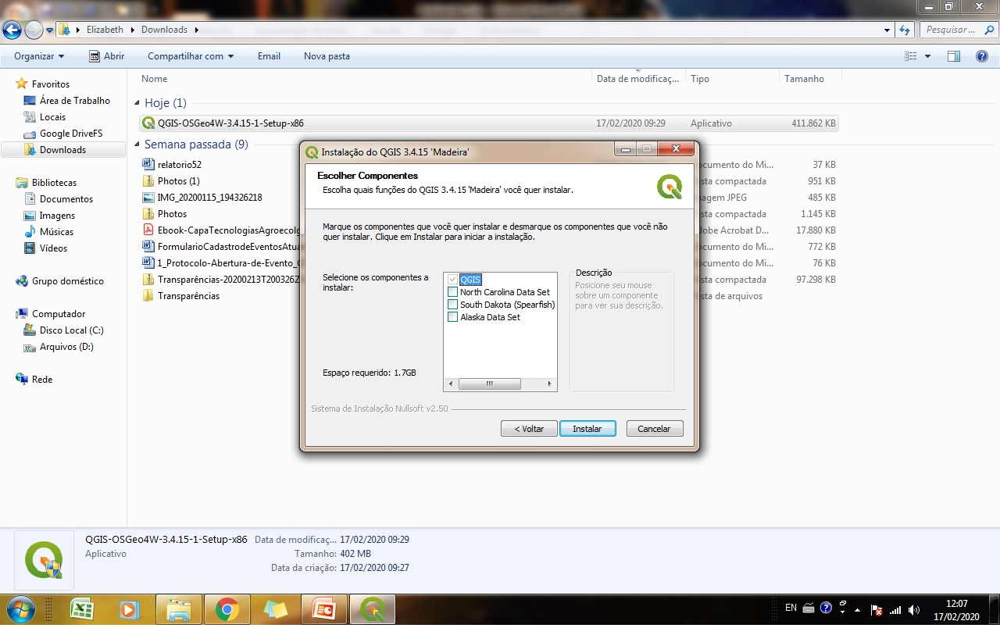 Elizabeth
Downloads
Pesquisar ...
Organizar
Abrir
Compartilhar com
Email
Nova pasta
Favoritos
Área de Trabalho
Locais
Google DriveFS
Downloads
Bibliotecas
Documentos
Imagens
Músicas
Vídeos
Grupo doméstico
Computador
Disco Local (C:)
Arquivos (D:)
Rede
Nome
Data de modificaç...
Tipo
Tamanho
Hoje (1)
QGIS-OSGeo4W-3.4.15-1-Setup-x86
17/02/2020 09:29
Aplicativo
411.862 KB
Semana passada (9)
relatorio52
ocumento do Mi...
37 KB
Photos (1)
sta compactada
951 KB
IMG_20200115_194326218
agem JPEG
485 KB
Photos
sta compactada
1.145 KB
Ebook-CapaTecnologiasAgroecolg
obe Acrobat D...
17.880 KB
FormularioCadastrodeEventosAtua
ocumento do Mi...
772 KB
1_Protocolo-Abertura-de-Evento_
ocumento do Mi...
76 KB
Transparências-20200213T200326Z
sta compactada
97.298 KB
Transparências
sta de arquivos
Instalação do QGIS 3.4.15 'Madeira'
Escolher Componentes
Escolha quais funções do QGIS 3.4.15 'Madeira' você quer instalar.
Marque os componentes que você quer instalar e desmarque os componentes que você não
quer instalar. Clique em Instalar para iniciar a instalação.
Selecione os componentes a
instalar:
QGIS
North Carolina Data Set
South Dakota (Spearfish)
Alaska Data Set
Descrição
Posicione seu mouse
sobre um componente
para ver sua descrição.
Espaço requerido: 1.7GB
Sistema de Instalação Nullsoft v2.50
< Voltar
Instalar
Cancelar
QGIS-OSGeo4W-3.4.15-1-Setup-x86
Aplicativo
Data de modificaç... 17/02/2020 09:29
Tamanho: 402 MB
Data da criação: 17/02/2020 09:27
EN
12:07
17/02/2020